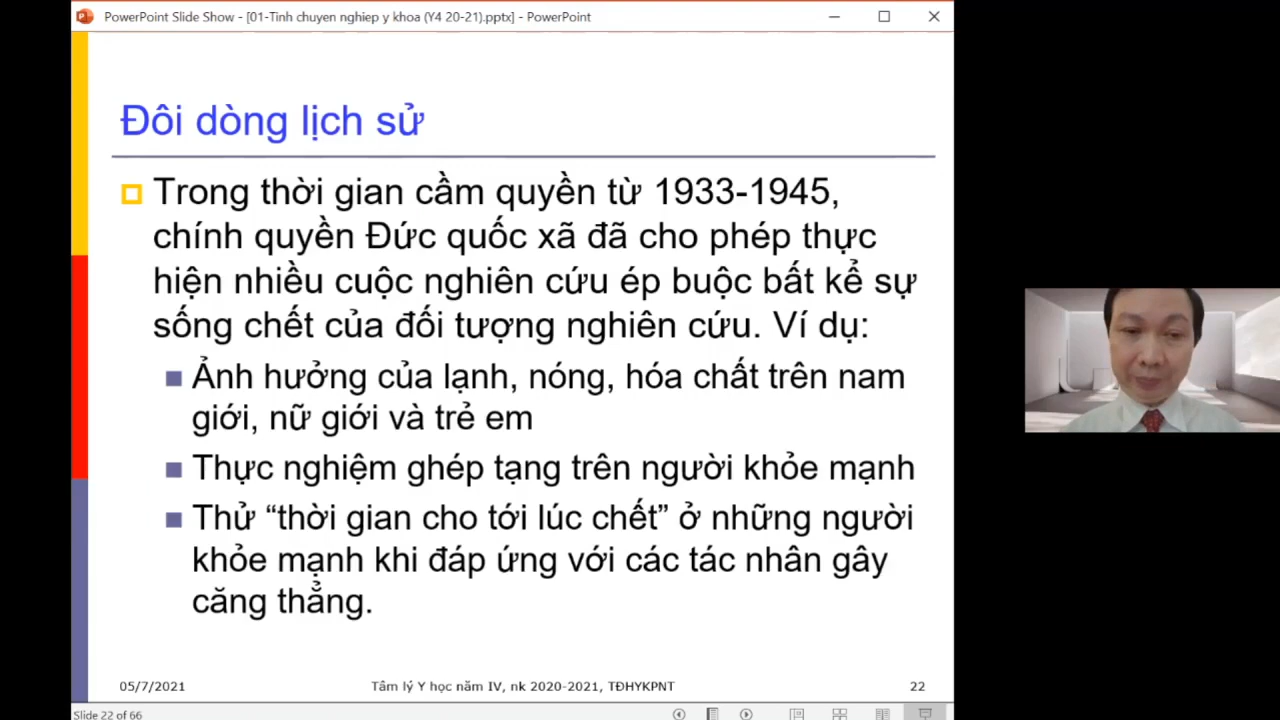 PowerPoint Slide Show - [01-Tinh chuyen nghiep y khoa (Y4 20-21).pptx] - PowerPoint
Đôi dòng lịch sử
Trong thời gian cầm quyền từ 1933-1945,
chính quyền Đức quốc xã đã cho phép thực
hiện nhiều cuộc nghiên cứu ép buộc bất kể sự
sống chết của đối tượng nghiên cứu. Ví dụ:
Ảnh hưởng của lạnh, nóng, hóa chất trên nam
giới, nữ giới và trẻ em
Thực nghiệm ghép tạng trên người khỏe mạnh
Thử “thời gian cho tới lúc chết” ở những người
khỏe mạnh khi đáp ứng với các tác nhân gây
căng thẳng.
05/7/2021 Tâm lý Y học năm IV, nk 2020-2021, TĐHYKPNT 22
Slide 22 of 66